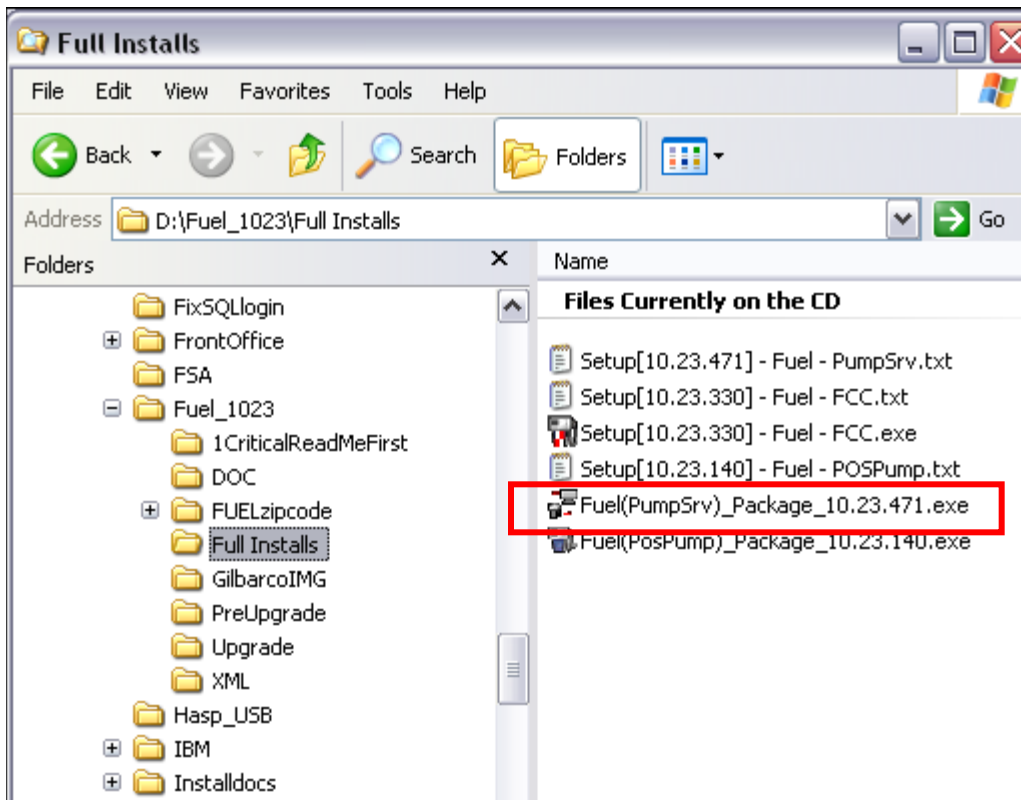 Full Installs
File Edit View Favorites Tools Help
Back Search Folders
Address D:\Fuel_1023\Full Installs Go
Folders
FixSQLlogin
FrontOffice
FSA
Fuel_1023
1CriticalReadMeFirst
DOC
FUELzipcode
Full Installs
GilbarcoIMG
PreUpgrade
Upgrade
XML
Hasp_USB
IBM
Installdocs
Name
Files Currently on the CD
Setup[10.23.471] - Fuel - PumpSrv.txt
Setup[10.23.330] - Fuel - FCC.txt
Setup[10.23.330] - Fuel - FCC.exe
Setup[10.23.140] - Fuel - POSPump.txt
Fuel(PumpSrv)_Package_10.23.471.exe
Fuel(PosPump)_Package_10.23.140.exe